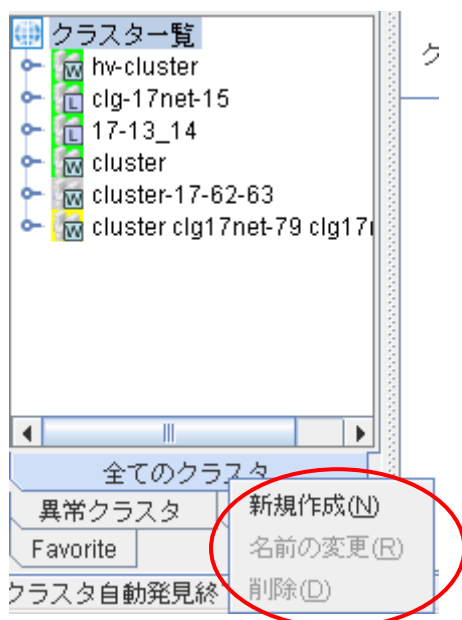 クラスター覧
hv-cluster
clg-17net-15
17-13_14
cluster
cluster-17-62-63
cluster clg17net-79 clg17
ク
全てのクラスタ
異常クラスタ
新規作成(N)
Favorite
名前の変更(R)
クラスタ自動発見終
削除(D)